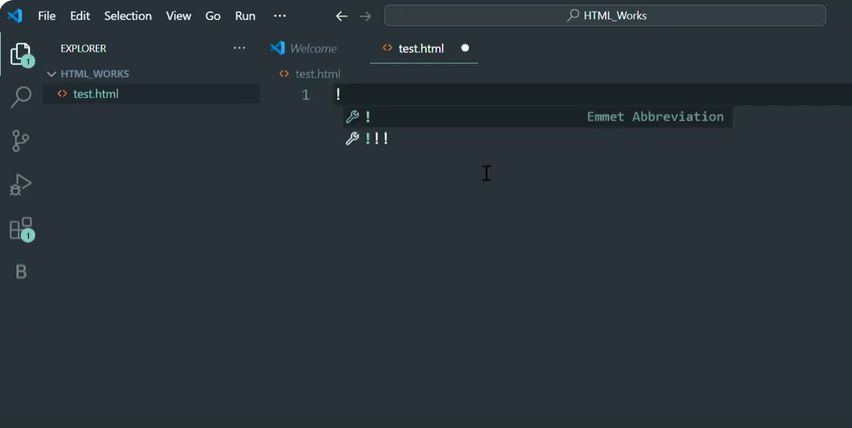 File Edit Selection View Go Run ··· HTML_Works
EXPLORER ··· Welcome test.html
1
HTML_WORKS test.html
test.html 1 !
! Emmet Abbreviation
!!!
1
B